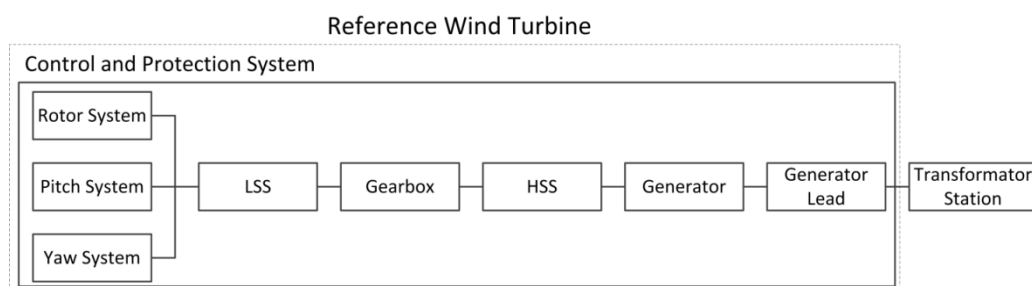 Reference Wind Turbine
Control and Protection System
Rotor System
Pitch System
LSS
Gearbox
HSS
Generator
Generator
Lead
Transformator
Station
Yaw System